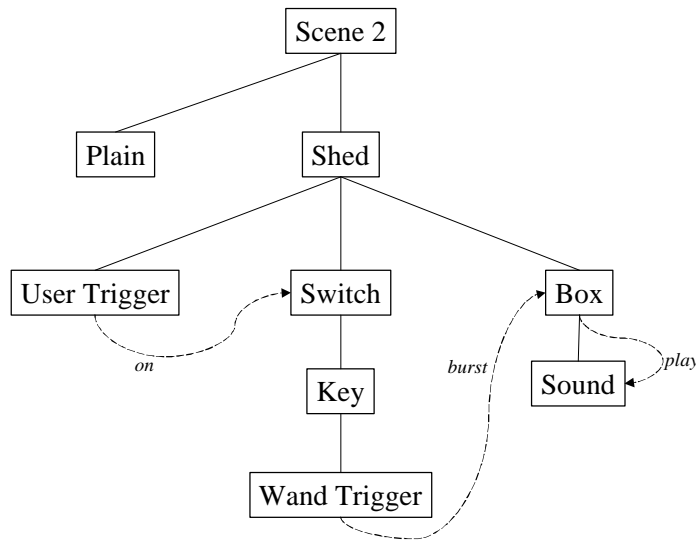 Scene 2
Plain
Shed
User Trigger
Switch
Box
on
burst
play
Key
Sound
Wand Trigger